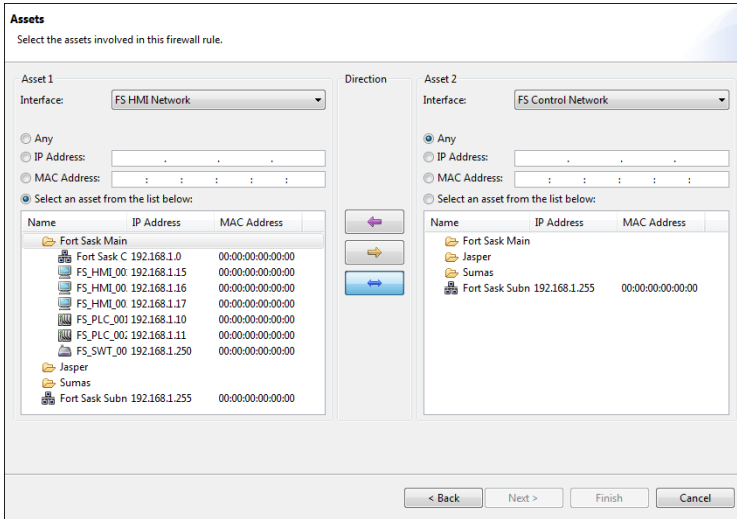 Assets
Select the assets involved in this firewall rule.
Asset 1
Direction
Asset 2
Interface:
FS HMI Network
Interface:
FS Control Network
Any
Any
IP Address: . . .
IP Address: . . .
MAC Address: : : : : :
MAC Address: : : : : :
Select an asset from the list below:
Select an asset from the list below:
Name IP Address MAC Address
Fort Sask Main
Fort Sask C 192.168.1.0 00:00:00:00:00:00
FS_HMI_00: 192.168.1.15 00:00:00:00:00:00
FS_HMI_00: 192.168.1.16 00:00:00:00:00:00
FS_HMI_00: 192.168.1.17 00:00:00:00:00:00
FS_PLC_001 192.168.1.10 00:00:00:00:00:00
FS_PLC_002 192.168.1.11 00:00:00:00:00:00
FS_SWT_00 192.168.1.250 00:00:00:00:00:00
Jasper
Sumas
Fort Sask Subn 192.168.1.255 00:00:00:00:00:00
Name IP Address MAC Address
Fort Sask Main
Jasper
Sumas
Fort Sask Subn 192.168.1.255 00:00:00:00:00:00
< Back
Next >
Finish
Cancel